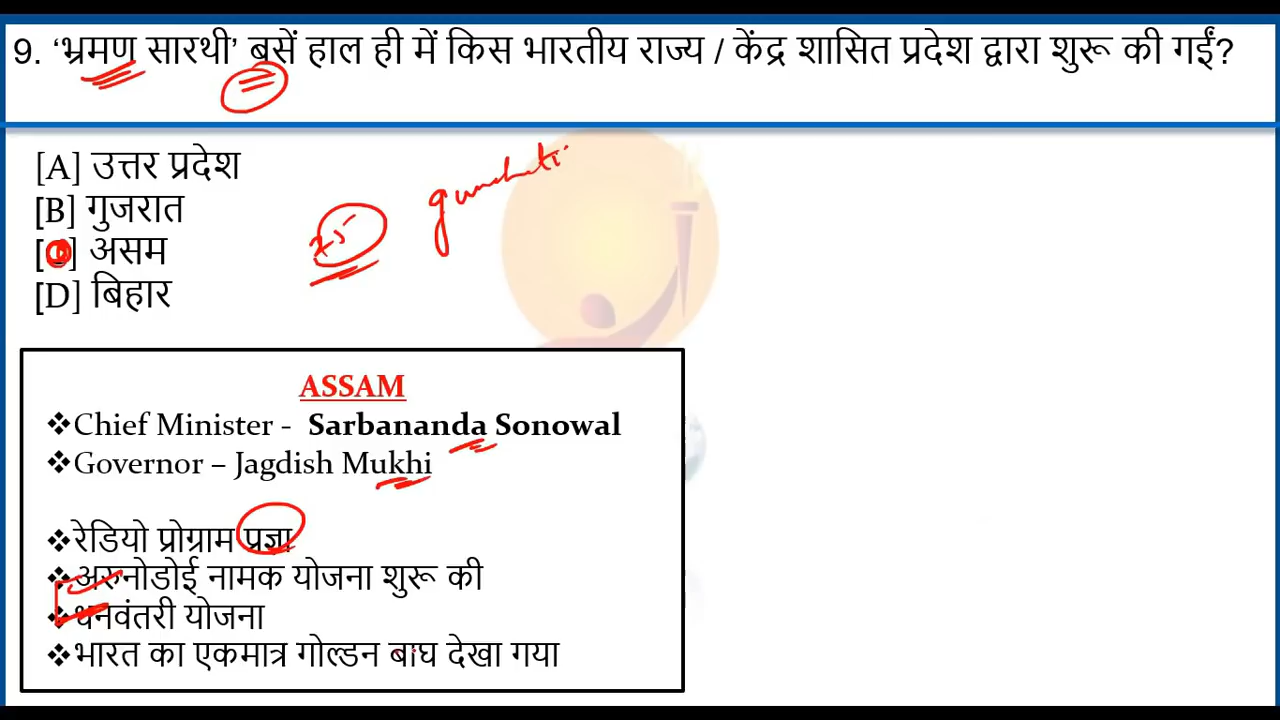 9. ‘भ्रमण सारथी’ बसें हाल ही में किस भारतीय राज्य / केंद्र शासित प्रदेश द्वारा शुरू की गईं?
[A] उत्तर प्रदेश
[B] गुजरात
[C] असम
[D] बिहार
25
ASSAM
❖Chief Minister - Sarbananda Sonowal
❖Governor – Jagdish Mukhi
❖रेडियो प्रोग्राम प्रज्ञा
❖अरुनोडोई नामक योजना शुरू की
❖धनवंतरी योजना
❖भारत का एकमात्र गोल्डन बाघ देखा गया